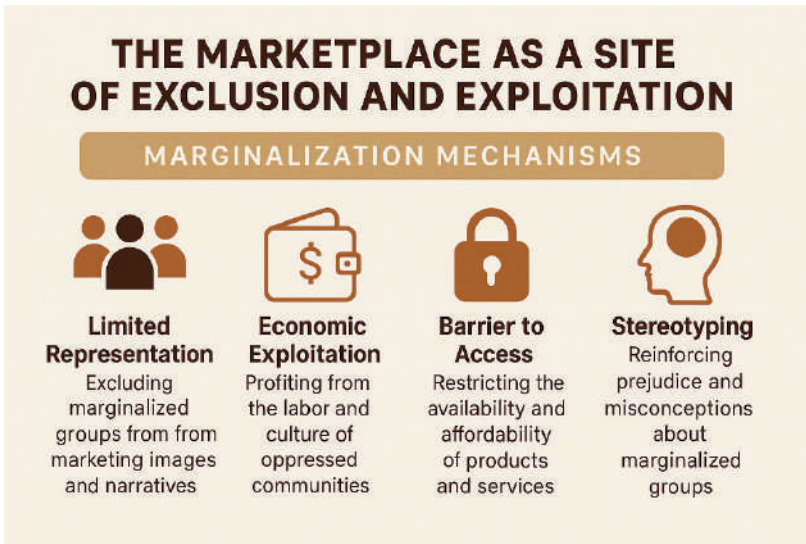 THE MARKETPLACE AS A SITE
OF EXCLUSION AND EXPLOITATION
MARGINALIZATION MECHANISMS
Limited
Representation
Excluding
marginalized
groups from from
marketing images
and narratives
$
Economic
Exploitation
Profiting from
the labor and
culture of
oppressed
communities
Barrier to
Access
Restricting the
availability and
affordability
of products
and services
Stereotyping
Reinforcing
prejudice and
misconceptions
about
marginalized
groups